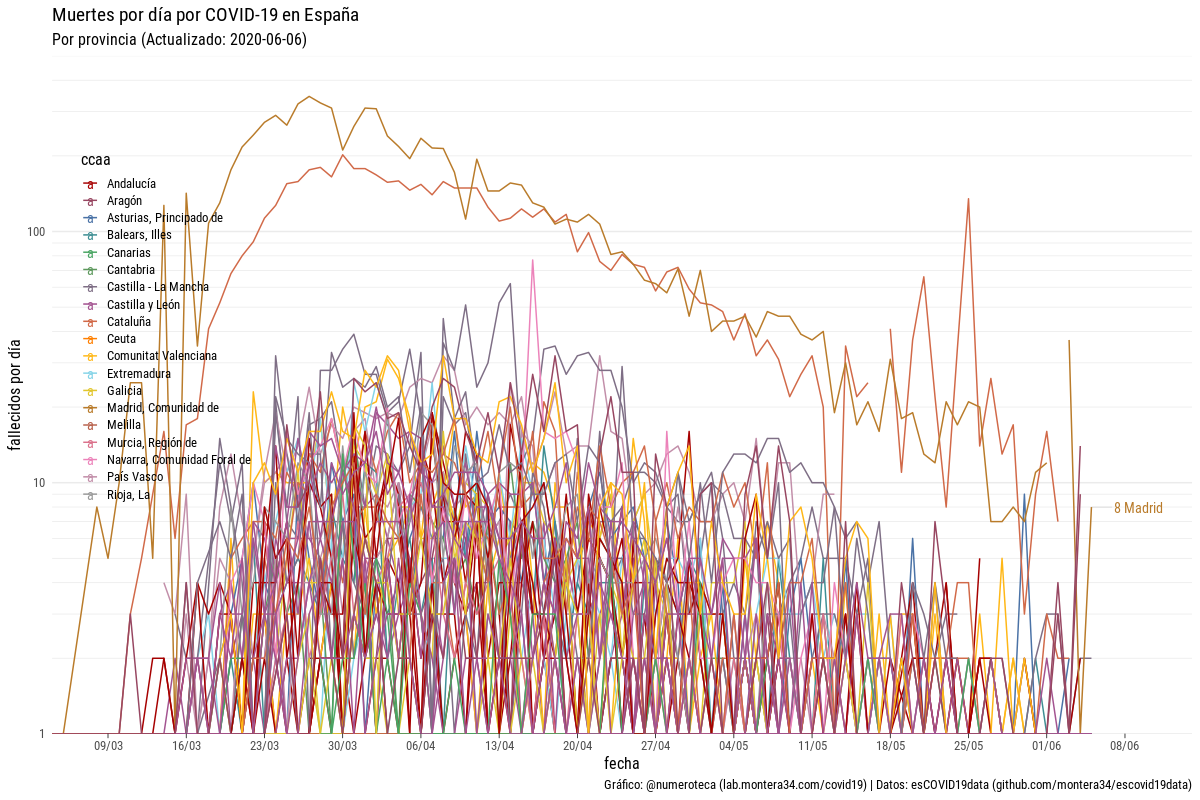 Muertes por día por COVID-19 en España
Por provincia (Actualizado: 2020-06-06)
fallecidos por día
100
10
1
ccaa
Andalucía
Aragón
Asturias, Principado de
Balears, Illes
Canarias
Cantabria
Castilla - La Mancha
Castilla y León
Cataluña
Ceuta
Comunitat Valenciana
Extremadura
Galicia
Madrid, Comunidad de
Melilla
Murcia, Región de
Navarra, Comunidad Foral de
País Vasco
Rioja, La
8 Madrid
09/03 16/03 23/03 30/03 06/04 13/04 20/04 27/04 04/05 11/05 18/05 25/05 01/06 08/06
fecha
Gráfico: @numeroteca (lab.montera34.com/covid19) | Datos: esCOVID19data (github.com/montera34/escovid19data)